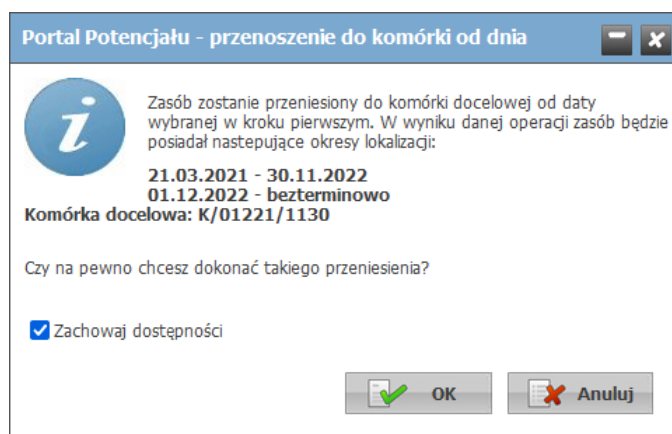 Portal Potencjału - przenoszenie do komórki od dnia
Zasób zostanie przeniesiony do komórki docelowej od daty
wybranej w kroku pierwszym. W wyniku danej operacji zasób będzie
posiadał nastepujące okresy lokalizacji:
21.03.2021 - 30.11.2022
01.12.2022 - bezterminowo
Komórka docelowa: K/01221/1130
Czy na pewno chcesz dokonać takiego przeniesienia?
Zachowaj dostępności
OK
Anuluj